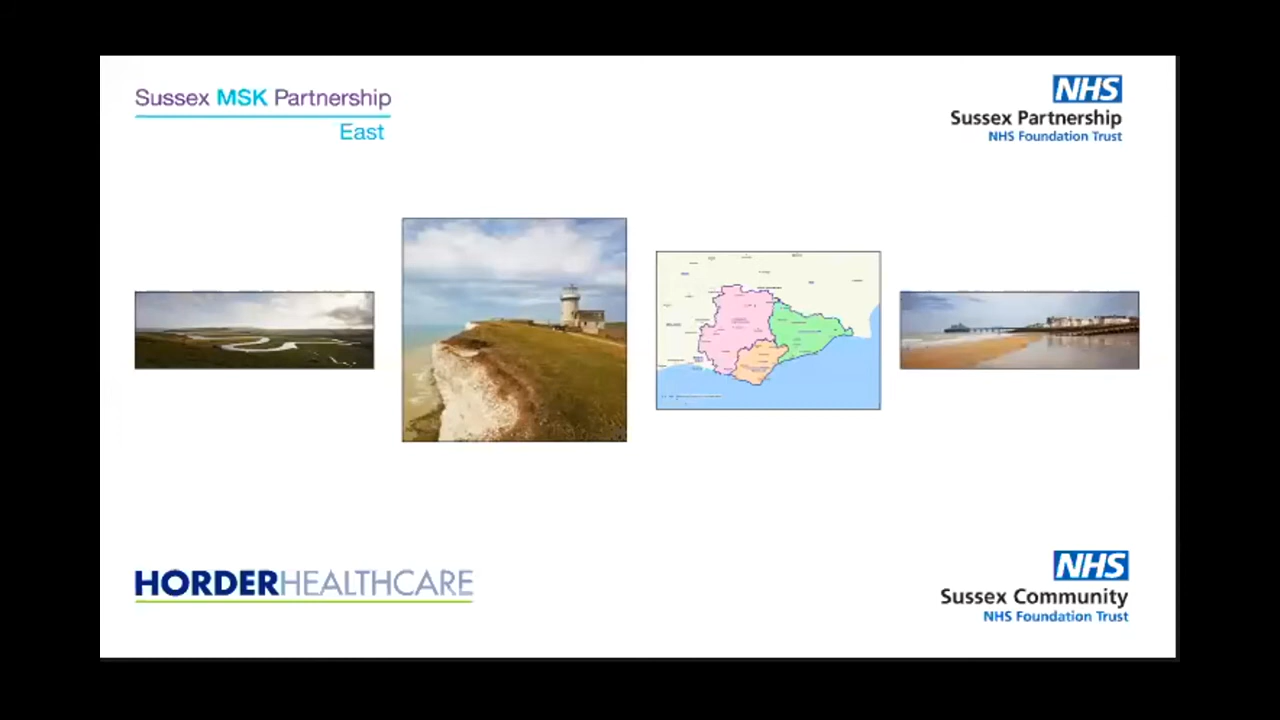 Sussex MSK Partnership
East
NHS
Sussex Partnership
NHS Foundation Trust
HORDERHEALTHCARE
NHS
Sussex Community
NHS Foundation Trust